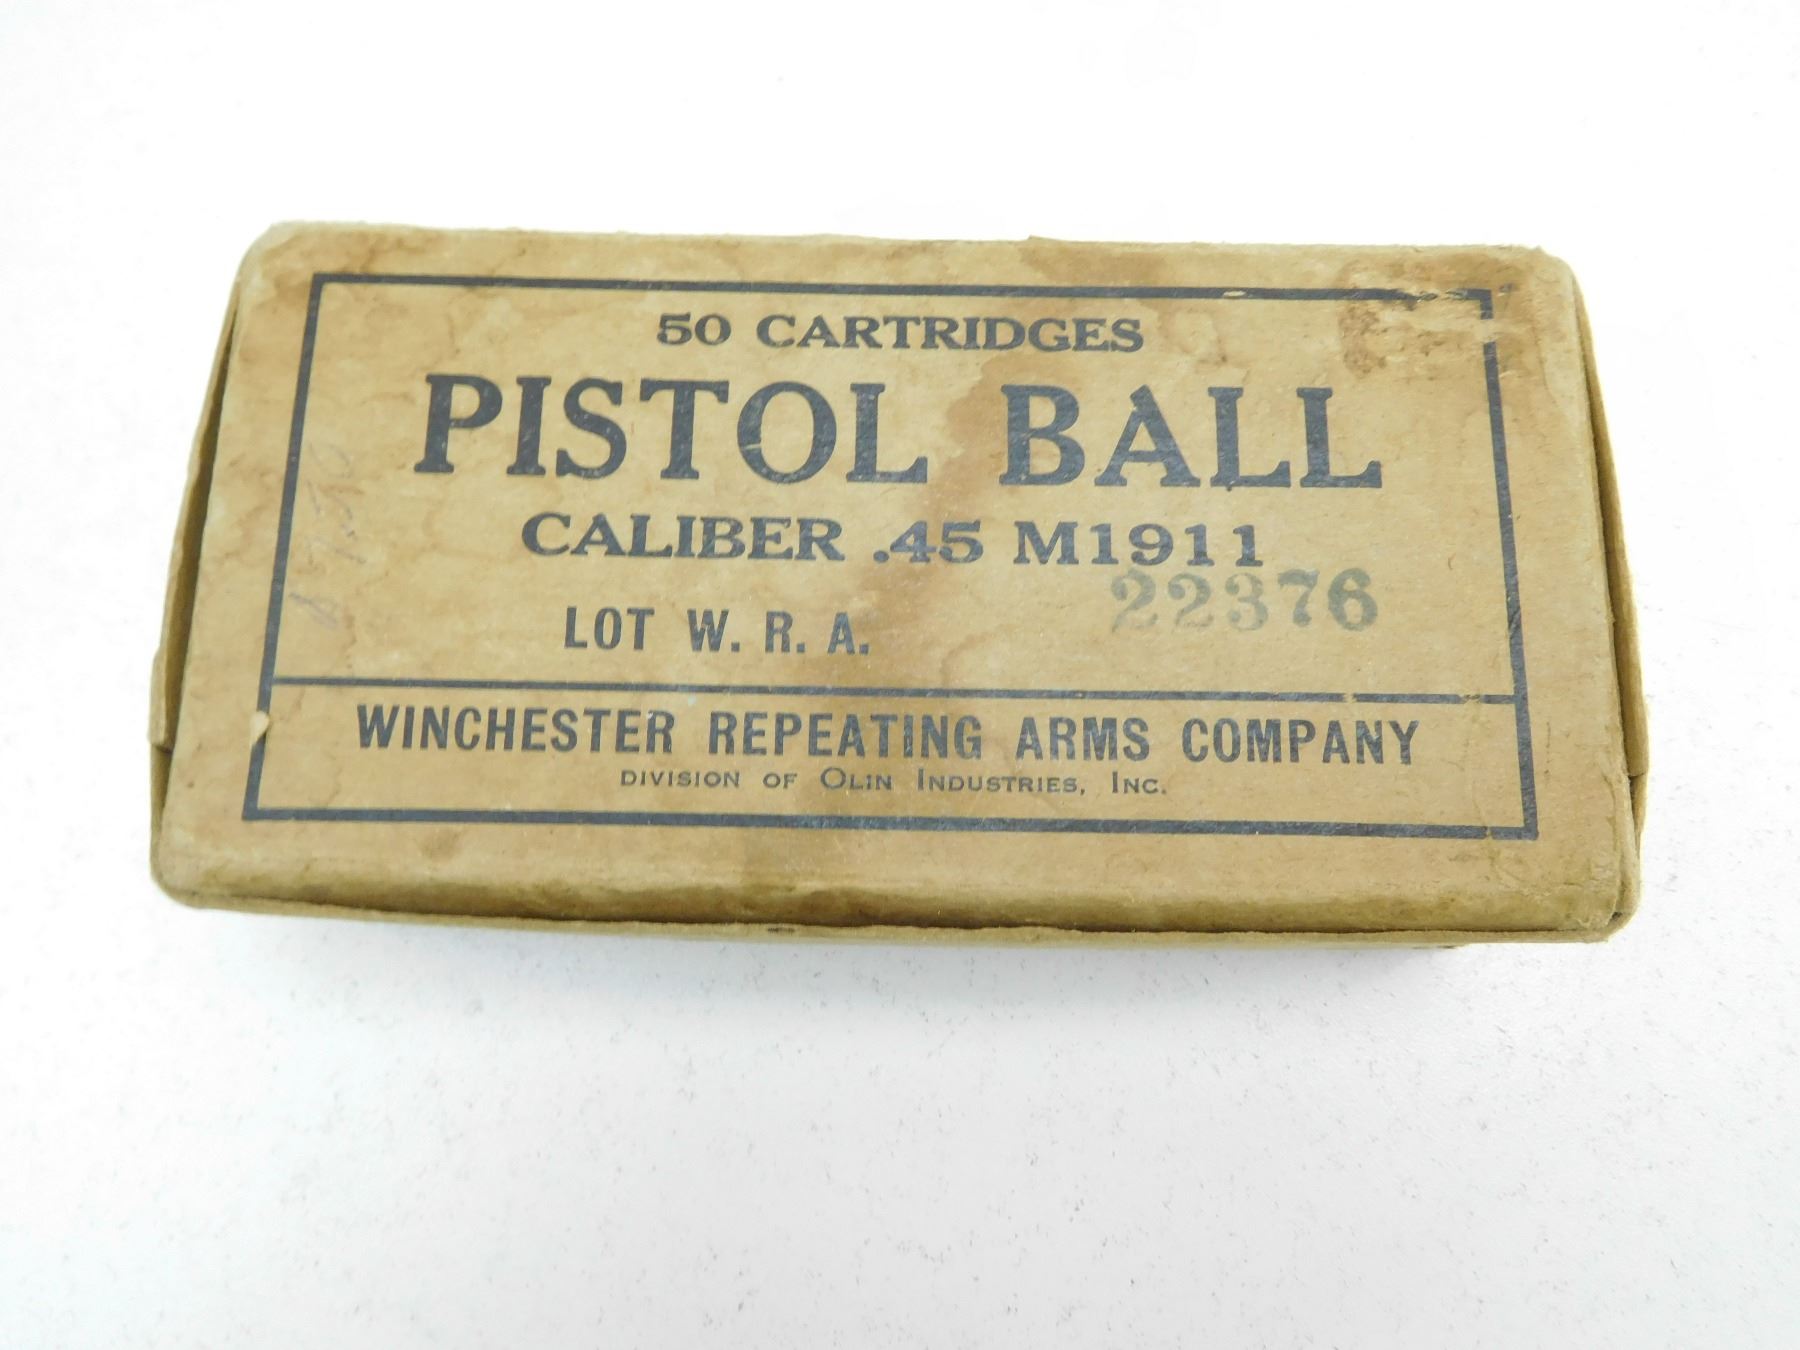 50 CARTRIDGES
PISTOL BALL
CALIBER .45 M1911
22376
LOT W. R. A.
WINCHESTER REPEATING ARMS COMPANY
DIVISION OF OLIN INDUSTRIES, INC.